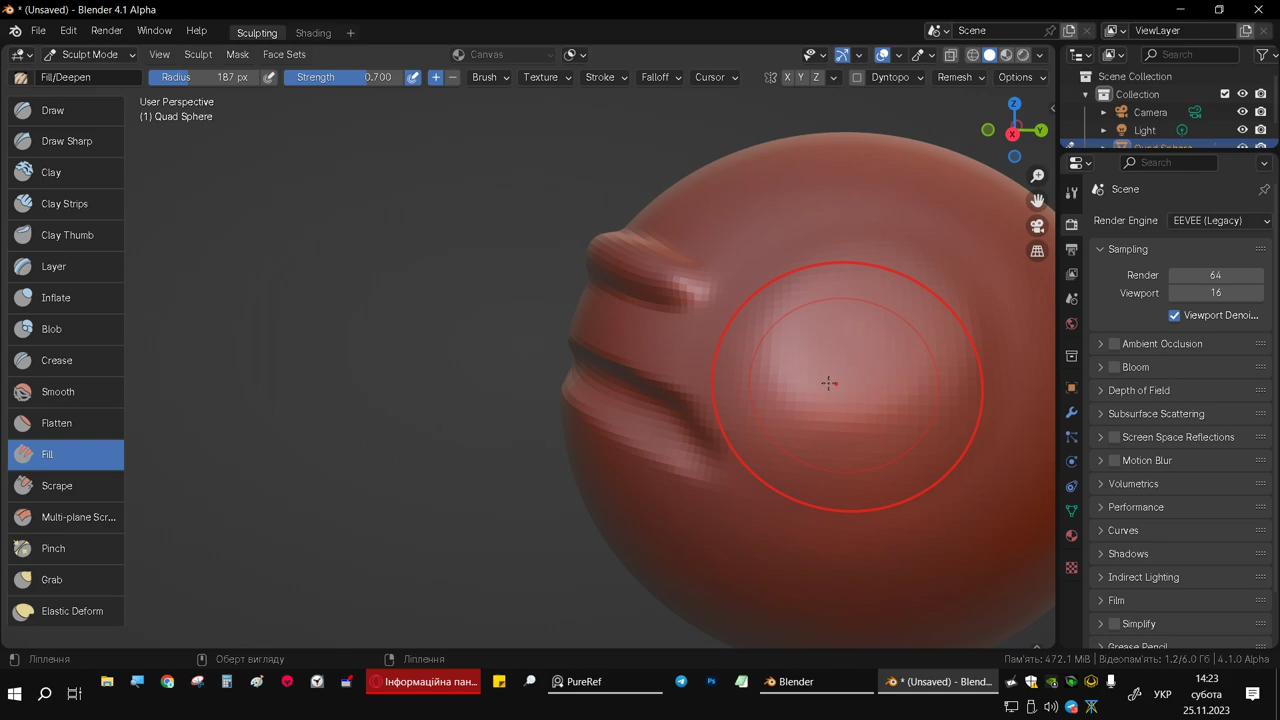 * (Unsaved) - Blender 4.1 Alpha
File Edit Render Window Help Sculpting Shading Scene ViewLayer
Sculpt Mode View Sculpt Mask Face Sets Canvas Search
Fill/Deepen Radius 187 px Strength 0.700 Brush Texture Stroke Falloff Cursor X Y Z Dyntopo Remesh Options
Scene Collection
Collection
Camera
Light
Quad Sphere
User Perspective
(1) Quad Sphere
Z
Y
X
Draw
Draw Sharp
Clay
Clay Strips
Clay Thumb
Layer
Inflate
Blob
Crease
Smooth
Flatten
Fill
Scrape
Multi-plane Scr...
Pinch
Grab
Elastic Deform
Search
Scene
Render Engine EEVEE (Legacy)
Sampling
Render 64
Viewport 16
Viewport Denoi...
Ambient Occlusion
Bloom
Depth of Field
Subsurface Scattering
Screen Space Reflections
Motion Blur
Volumetrics
Performance
Curves
Shadows
Indirect Lighting
Film
Simplify
Grease Pencil
Ліплення Оберт вигляду Ліплення Пам'ять: 472.1 MiB | Відеопам'ять: 1.2/6.0 Гб | 4.1.0 Alpha
Інформаційна пан... PureRef Ps Blender * (Unsaved) - Blend... УКР
14:23
субота
25.11.2023